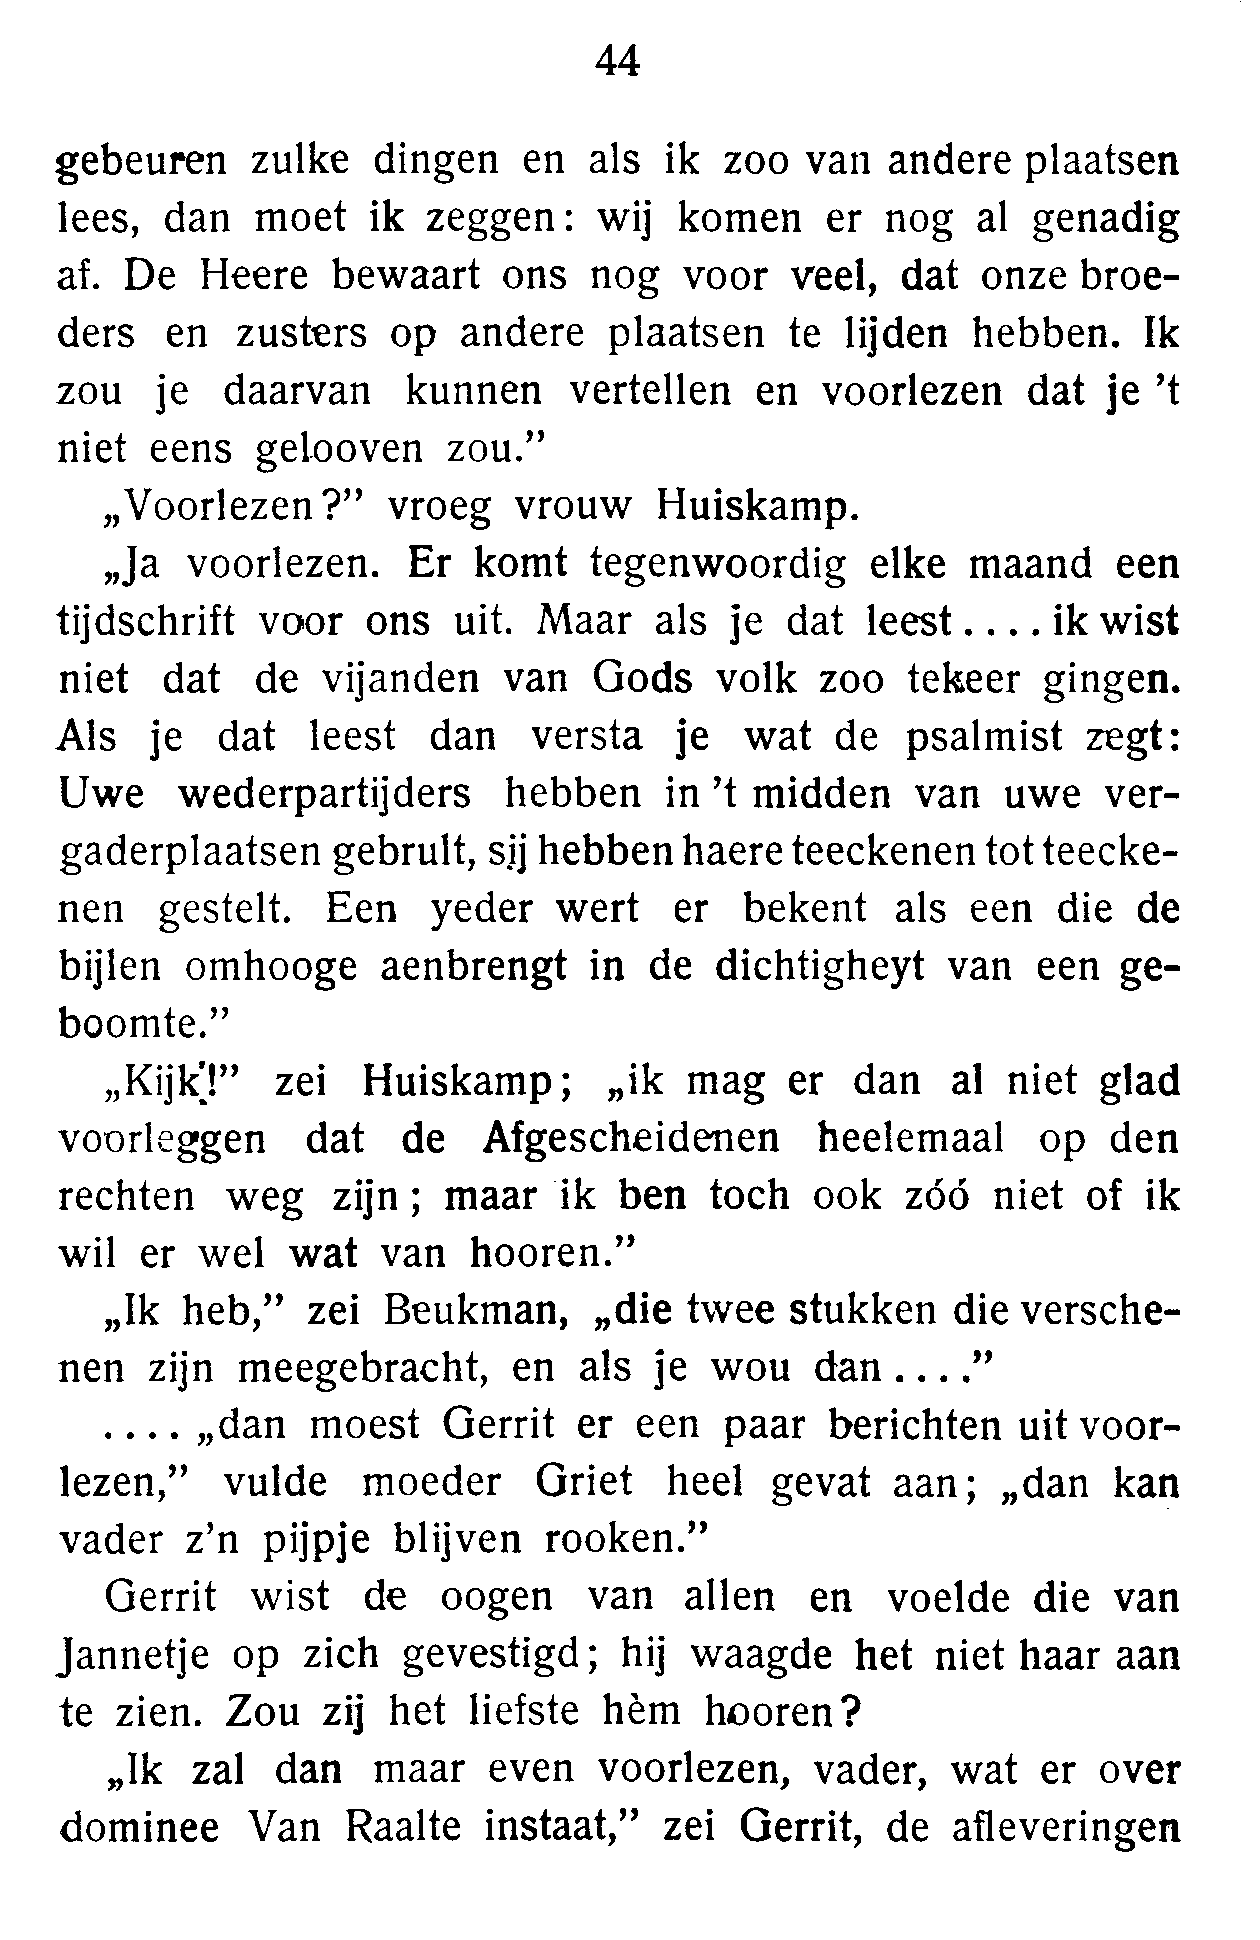 44
gebeuren zulke dingen en als ik zoo van andere plaatsen
lees, dan moet ik zeggen: wij komen er nog al genadig
af. De Heere bewaart ons nog voor veel, dat onze broe-
ders en zusters op andere plaatsen te lijden hebben. Ik
zou je daarvan kunnen vertellen en voorlezen dat je 't
niet eens gelooven zou.”
„Voorlezen?” vroeg vrouw Huiskamp.
„Ja voorlezen. Er komt tegenwoordig elke maand een
tijdschrift voor ons uit. Maar als je dat leest.... ik wist
niet dat de vijanden van Gods volk zoo tekeer gingen.
Als je dat leest dan versta je wat de psalmist zegt:
Uwe wederpartijders hebben in 't midden van uwe ver-
gaderplaatsen gebrult, sij hebben haere teeckenen tot teecke-
nen gestelt. Een yeder wert er bekent als een die de
bijlen omhooge aenbrengt in de dichtigheyt van een ge-
boomte.”
„Kijk!” zei Huiskamp; „ik mag er dan al niet glad
voorleggen dat de Afgescheidenen heelemaal op den
rechten weg zijn; maar ik ben toch ook zóó niet of ik
wil er wel wat van hooren.”
„Ik heb,” zei Beukman, „die twee stukken die versche-
nen zijn meegebracht, en als je wou dan....”
.... „dan moest Gerrit er een paar berichten uit voor-
lezen,” vulde moeder Griet heel gevat aan; „dan kan
vader z'n pijpje blijven rooken.”
Gerrit wist de oogen van allen en voelde die van
Jannetje op zich gevestigd; hij waagde het niet haar aan
te zien. Zou zij het liefste hèm hooren?
„Ik zal dan maar even voorlezen, vader, wat er over
dominee Van Raalte instaat,” zei Gerrit, de afleveringen